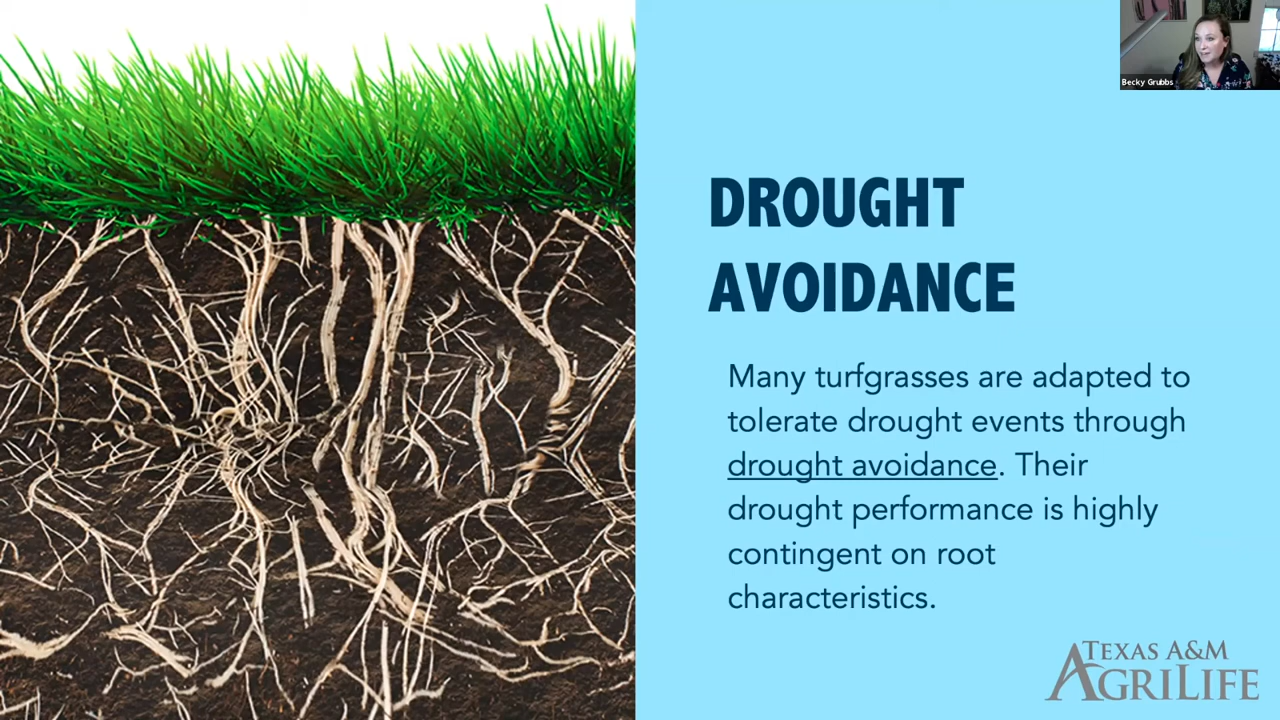 Becky Grubbs
DROUGHT
AVOIDANCE
Many turfgrasses are adapted to
tolerate drought events through
drought avoidance. Their
drought performance is highly
contingent on root
characteristics.
TEXAS A&M
AGRILIFE